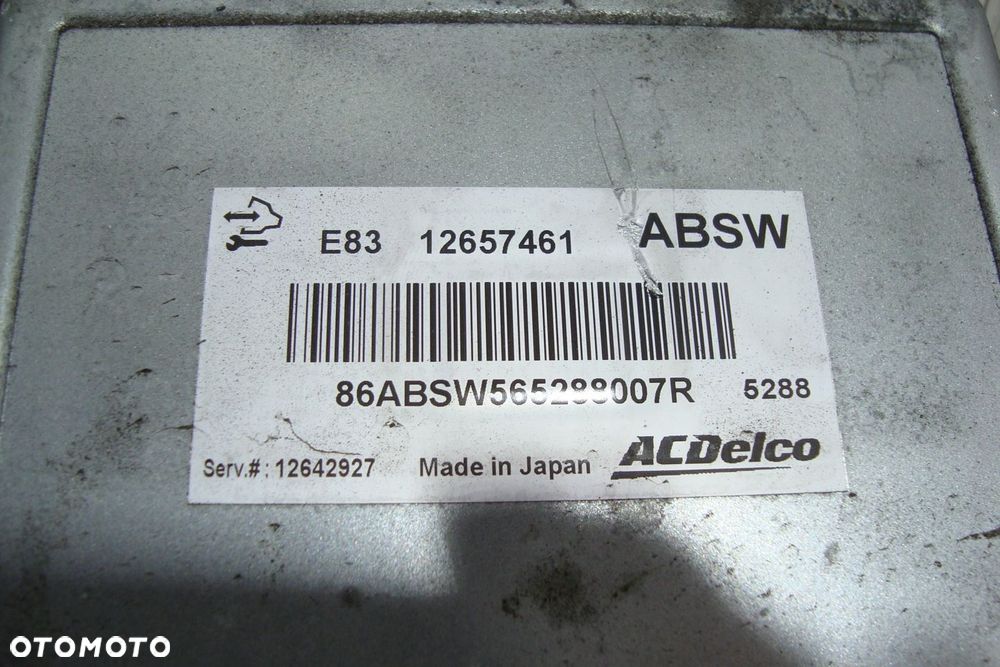 E83 12657461 ABSW
86ABSW565288007R 5288
Serv.#: 12642927 Made in Japan ACDelco
OTOMOTO